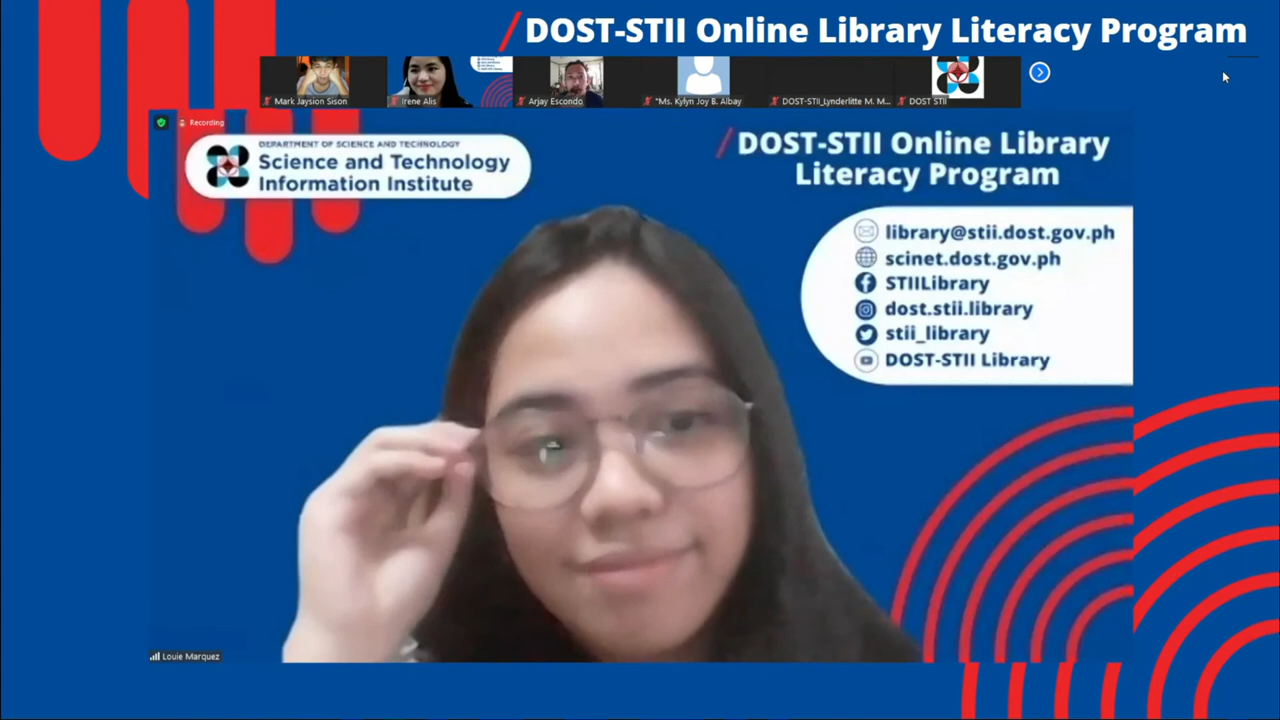 DOST-STII Online Library Literacy Program
Mark Jaysion Sison
Irene Alis
Arjay Escondo
"Ms. Kylyn Joy B. Albay
DOST-STII_Lynderlitte M. M...
DOST STII
Recording
DEPARTMENT OF SCIENCE AND TECHNOLOGY
Science and Technology
Information Institute
DOST-STII Online Library
Literacy Program
library@stii.dost.gov.ph
scinet.dost.gov.ph
STIILibrary
dost.stii.library
stii_library
DOST-STII Library
Louie Marquez